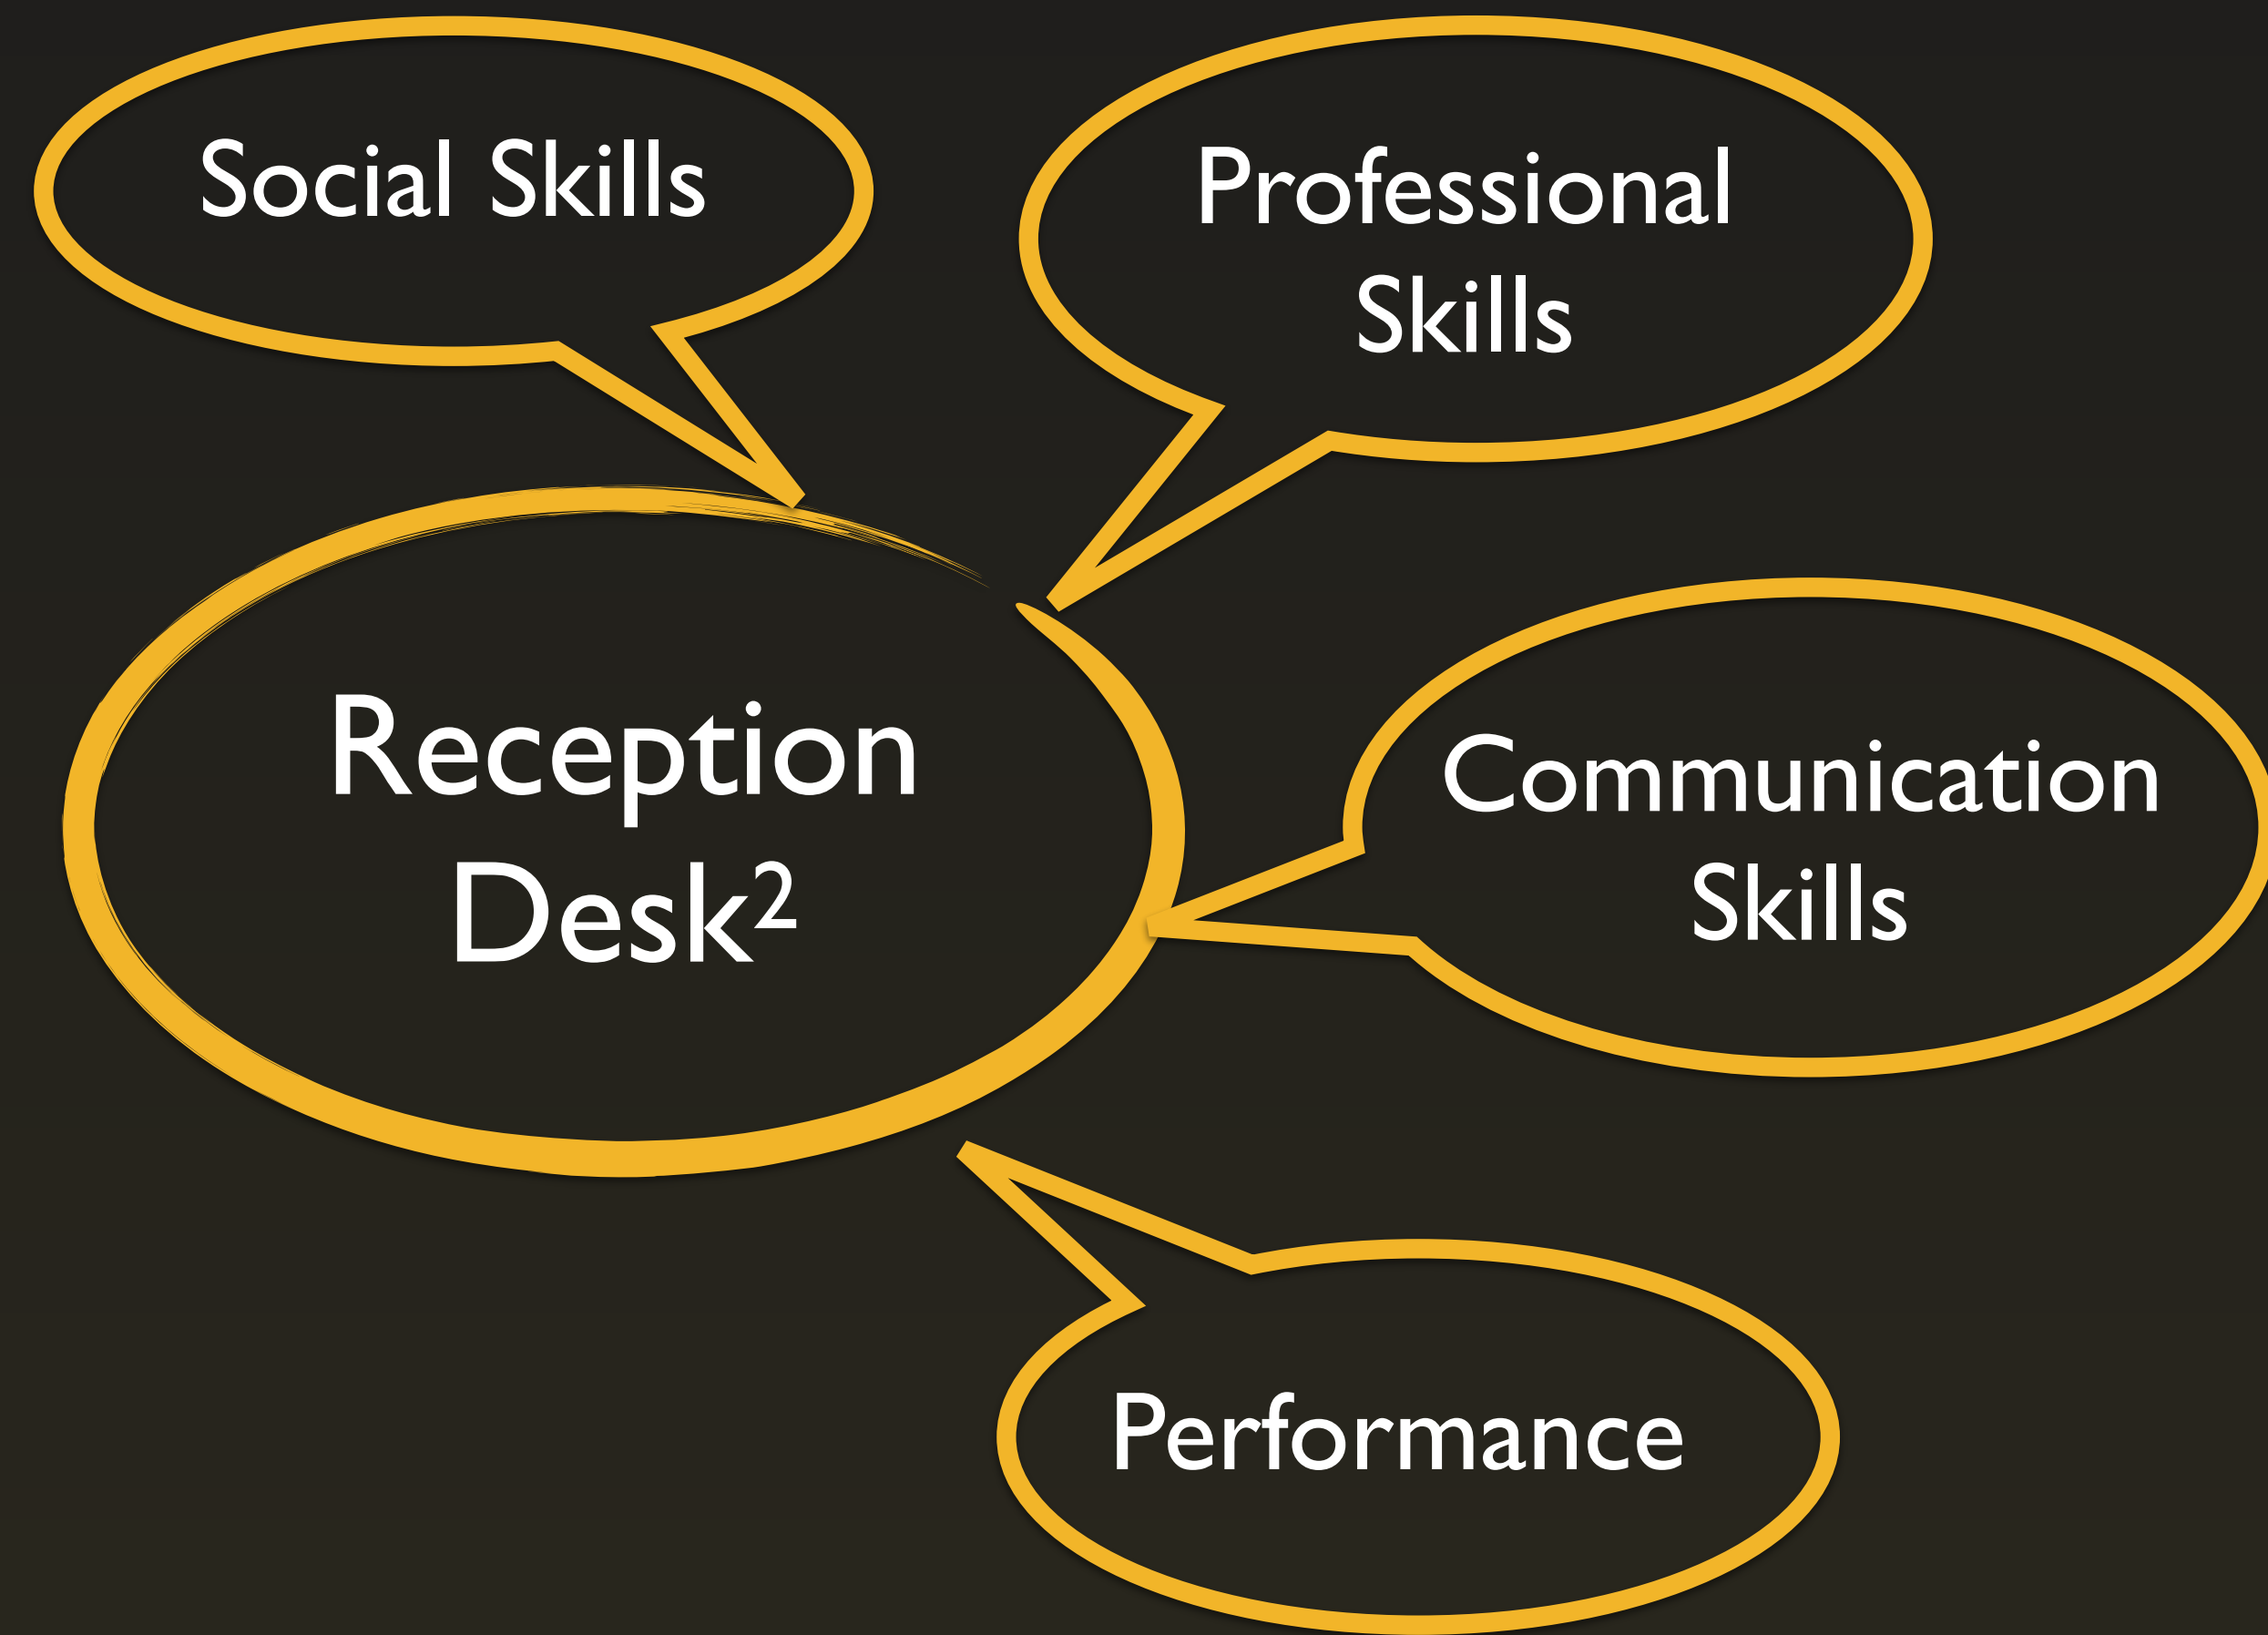 Social Skills
Professional
Skills
Reception
Desk²
Communication
Skills
Performance